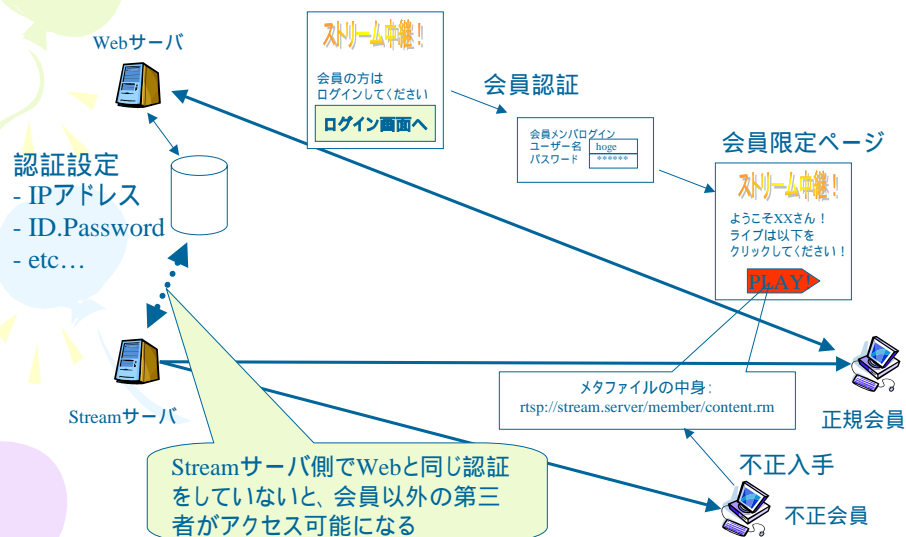 Webサーバ
ストリーム中継！
会員の方は
ログインしてください
ログイン画面へ
会員認証
会員メンバログイン
ユーザー名 hoge
パスワード ******
会員限定ページ
ストリーム中継！
ようこそXXさん！
ライブは以下を
クリックしてください！
PLAY!
認証設定
- IPアドレス
- ID.Password
- etc…
Streamサーバ
メタファイルの中身：
rtsp://stream.server/member/content.rm
正規会員
不正入手
不正会員
Streamサーバ側でWebと同じ認証
をしていないと、会員以外の第三
者がアクセス可能になる